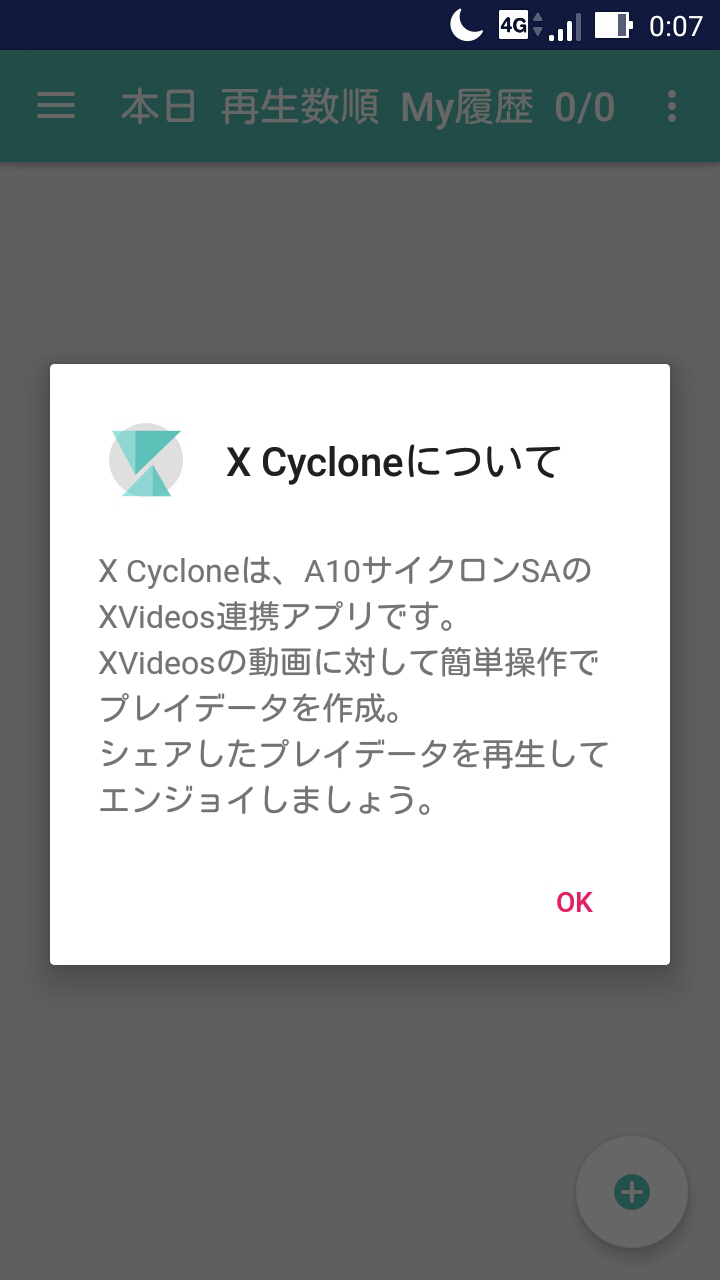 4G 0:07
本日 再生数順 My履歴 0/0
X Cycloneについて
X Cycloneは、A10サイクロンSAの
XVideos連携アプリです。
XVideosの動画に対して簡単操作で
プレイデータを作成。
シェアしたプレイデータを再生して
エンジョイしましょう。
OK